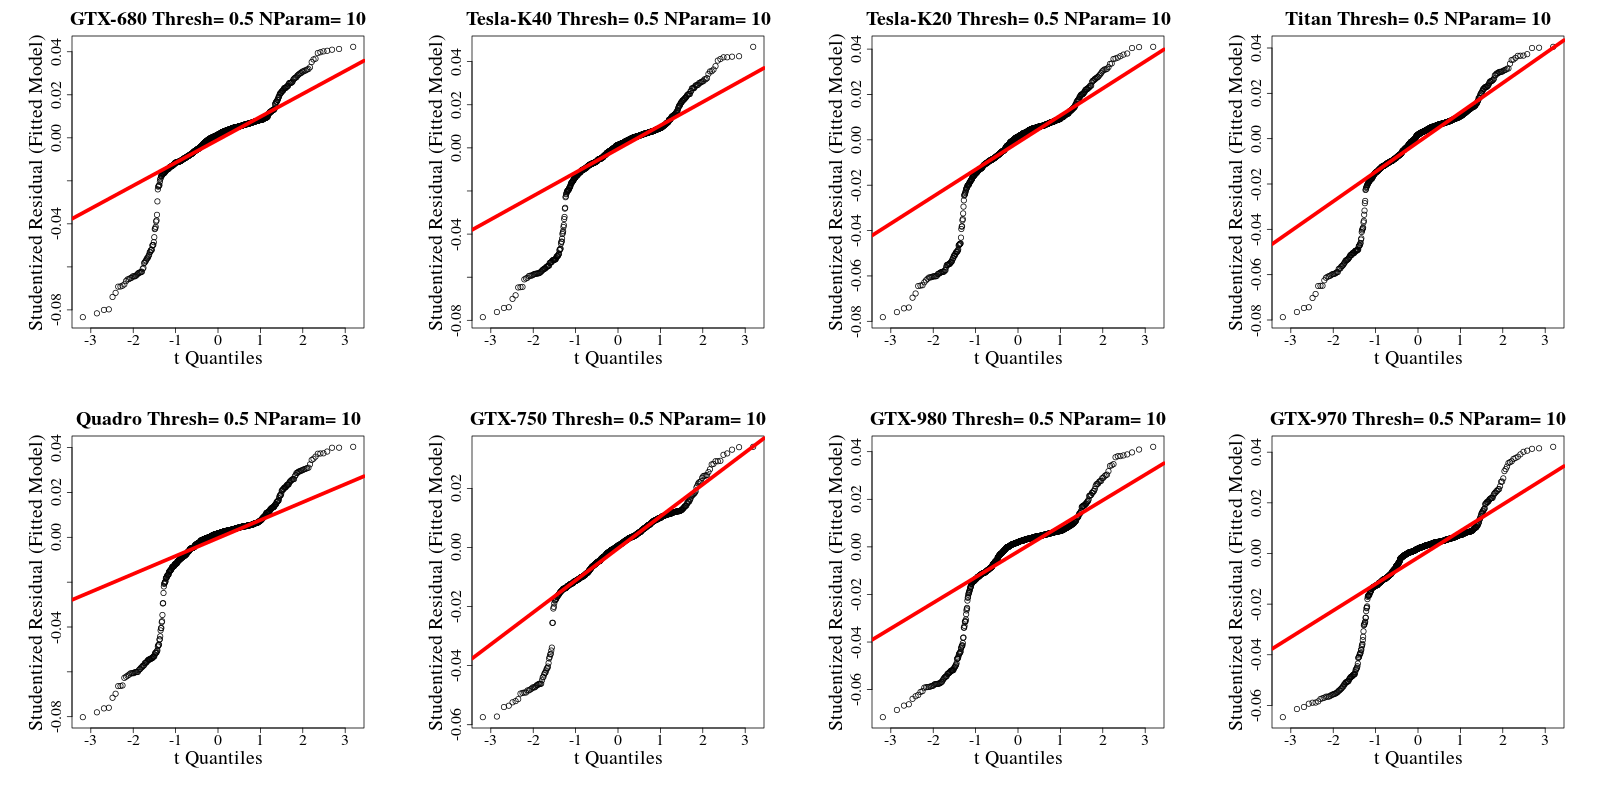 GTX-680 Thresh= 0.5 NParam= 10
Studentized Residual (Fitted Model)
0.04
0.00
-0.04
-0.08
-3 -2 -1 0 1 2 3
t Quantiles
Tesla-K40 Thresh= 0.5 NParam= 10
Studentized Residual (Fitted Model)
0.04
0.02
0.00
-0.04
-0.08
-3 -2 -1 0 1 2 3
t Quantiles
Tesla-K20 Thresh= 0.5 NParam= 10
Studentized Residual (Fitted Model)
0.04
0.02
0.00
-0.02
-0.04
-0.06
-0.08
-3 -2 -1 0 1 2 3
t Quantiles
Titan Thresh= 0.5 NParam= 10
Studentized Residual (Fitted Model)
0.04
0.02
0.00
-0.02
-0.04
-0.06
-0.08
-3 -2 -1 0 1 2 3
t Quantiles
Quadro Thresh= 0.5 NParam= 10
Studentized Residual (Fitted Model)
0.04
0.02
0.00
-0.04
-0.08
-3 -2 -1 0 1 2 3
t Quantiles
GTX-750 Thresh= 0.5 NParam= 10
Studentized Residual (Fitted Model)
0.02
0.00
-0.02
-0.04
-0.06
-3 -2 -1 0 1 2 3
t Quantiles
GTX-980 Thresh= 0.5 NParam= 10
Studentized Residual (Fitted Model)
0.04
0.02
0.00
-0.02
-0.04
-0.06
-3 -2 -1 0 1 2 3
t Quantiles
GTX-970 Thresh= 0.5 NParam= 10
Studentized Residual (Fitted Model)
0.04
0.02
0.00
-0.02
-0.04
-0.06
-3 -2 -1 0 1 2 3
t Quantiles